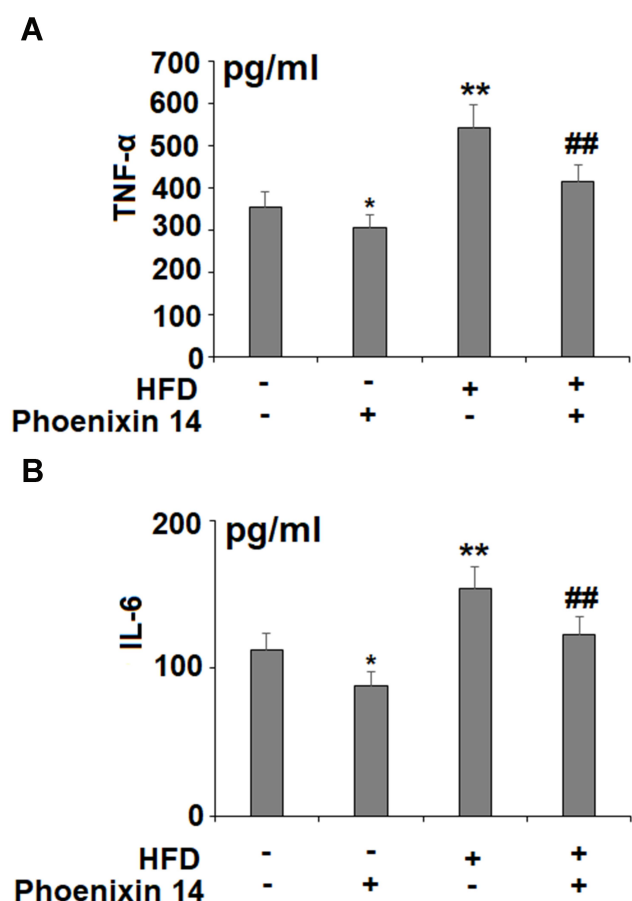 A
700 pg/ml
600 **
500 ##
TNF-α
400
300 *
200
100
0
HFD - - + +
Phoenixin 14 - + - +
B
200 pg/ml
**
IL-6
##
100 *
0
HFD - - + +
Phoenixin 14 - + - +